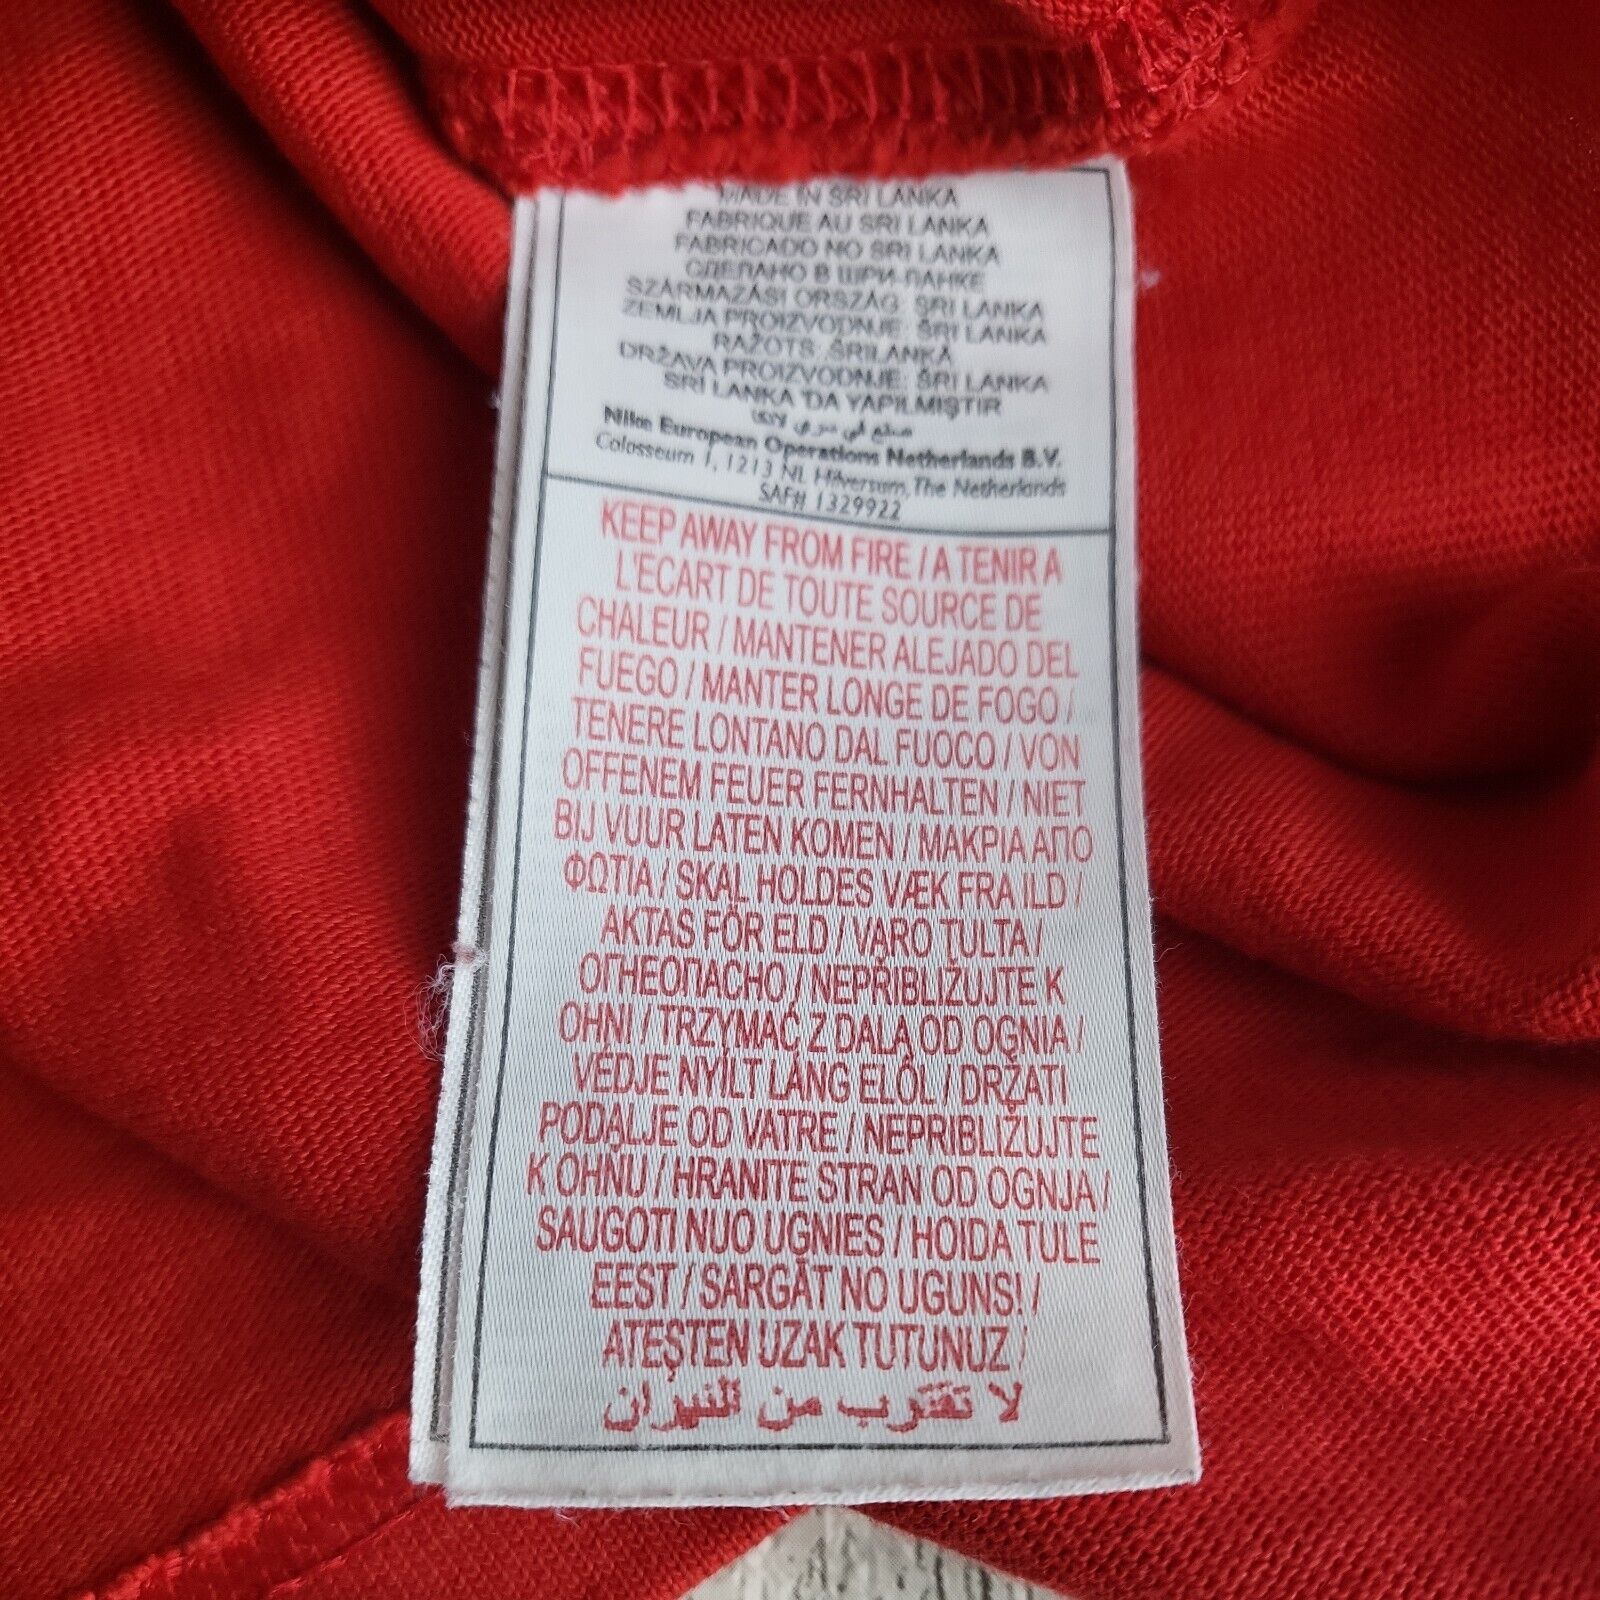 MADE IN SRI LANKA
FABRIQUE AU SRI LANKA
FABRICADO NO SRI LANKA
СДЕЛАНО В ШРИ-ЛАНКЕ
SZÁRMAZÁSI ORSZÁG: SRI LANKA
ZEMLJA PROIZVODNJE: ŠRI LANKA
RAŽOTS: ŠRILANKĀ
DRŽAVA PROIZVODNJE: ŠRI LANKA
SRİ LANKA 'DA YAPILMIŞTIR
صنع في سري لانكا
Nike European Operations Netherlands B.V.
Colosseum 1, 1213 NL Hilversum, The Netherlands
SAF# 1329922
KEEP AWAY FROM FIRE / A TENIR A
L'ECART DE TOUTE SOURCE DE
CHALEUR / MANTENER ALEJADO DEL
FUEGO / MANTER LONGE DE FOGO /
TENERE LONTANO DAL FUOCO / VON
OFFENEM FEUER FERNHALTEN / NIET
BIJ VUUR LATEN KOMEN / ΜΑΚΡΙΑ ΑΠΟ
ΦΩΤΙΑ / SKAL HOLDES VÆK FRA ILD /
AKTAS FÖR ELD / VARO TULTA /
ОГНЕОПАСНО / NEPŘIBLIŽUJTE K
OHNI / TRZYMAĆ Z DALA OD OGNIA /
VÉDJE NYÍLT LÁNG ELŐL / DRŽATI
PODALJE OD VATRE / NEPRIBLIŽUJTE
K OHŇU / HRANITE STRAN OD OGNJA /
SAUGOTI NUO UGNIES / HOIDA TULE
EEST / SARGĀT NO UGUNS! /
ATEŞTEN UZAK TUTUNUZ /
لا تقترب من النيران